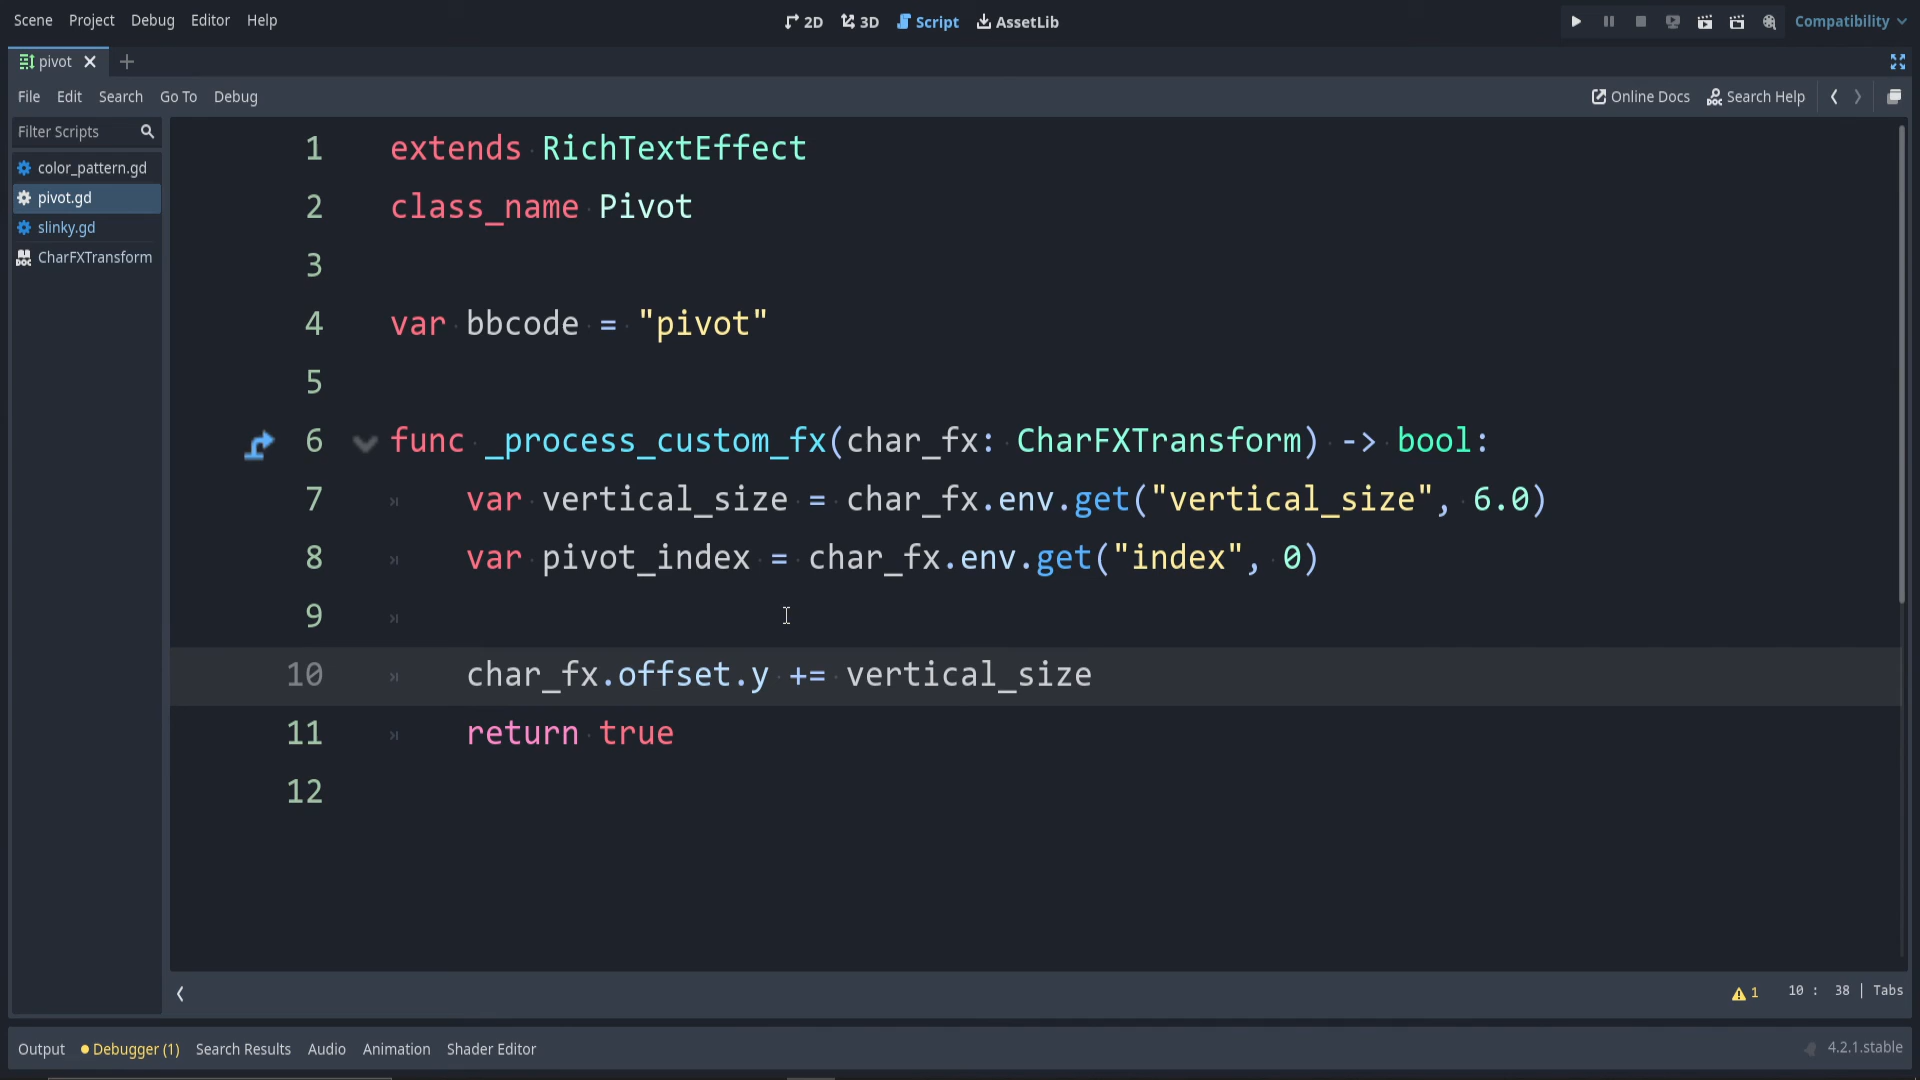 Scene Project Debug Editor Help 2D 3D Script AssetLib Compatibility
pivot
File Edit Search Go To Debug Online Docs Search Help
Filter Scripts
color_pattern.gd
pivot.gd
slinky.gd
CharFXTransform
1 extends RichTextEffect
2 class_name Pivot
3
4 var bbcode = "pivot"
5
6 func _process_custom_fx(char_fx: CharFXTransform) -> bool:
7 var vertical_size = char_fx.env.get("vertical_size", 6.0)
8 var pivot_index = char_fx.env.get("index", 0)
9
10 char_fx.offset.y += vertical_size
11 return true
12
1 10 : 38 | Tabs
Output Debugger (1) Search Results Audio Animation Shader Editor 4.2.1.stable